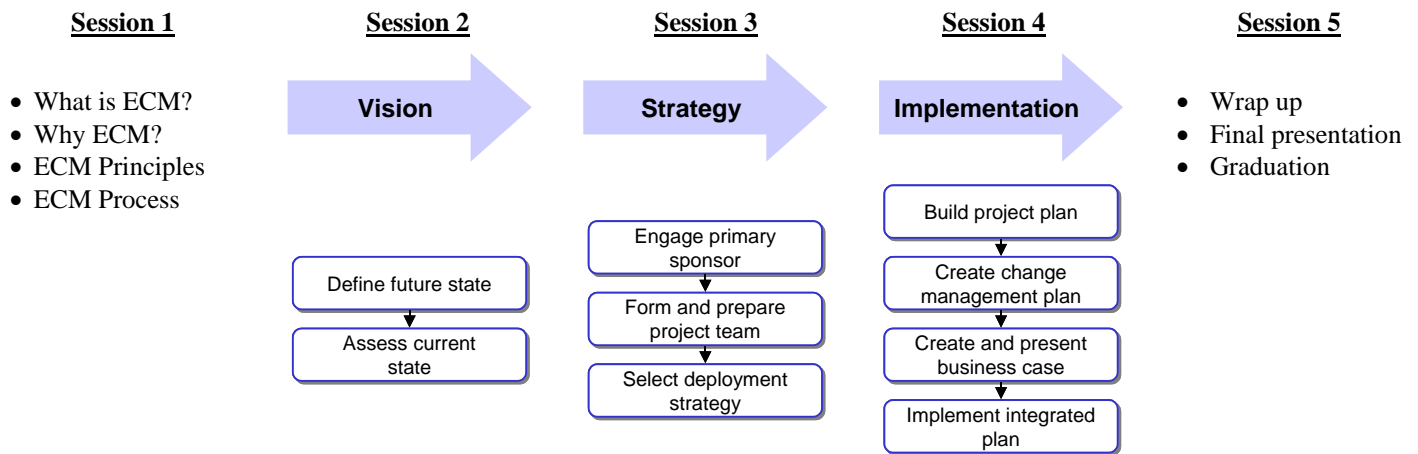 Session 1
• What is ECM?
• Why ECM?
• ECM Principles
• ECM Process
Session 2
Vision
Define future state
Assess current
state
Session 3
Strategy
Engage primary
sponsor
Form and prepare
project team
Select deployment
strategy
Session 4
Implementation
Build project plan
Create change
management plan
Create and present
business case
Implement integrated
plan
Session 5
• Wrap up
• Final presentation
• Graduation